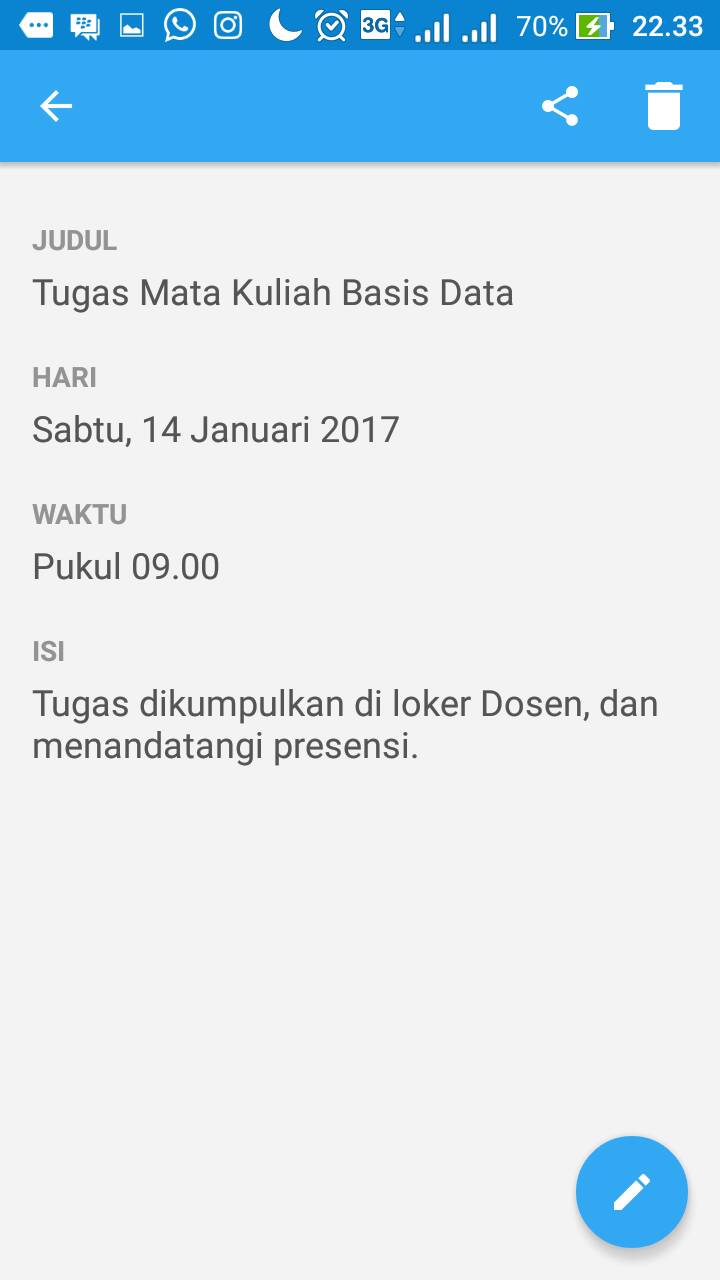 3G 70% 22.33
JUDUL
Tugas Mata Kuliah Basis Data
HARI
Sabtu, 14 Januari 2017
WAKTU
Pukul 09.00
ISI
Tugas dikumpulkan di loker Dosen, dan
menandatangi presensi.